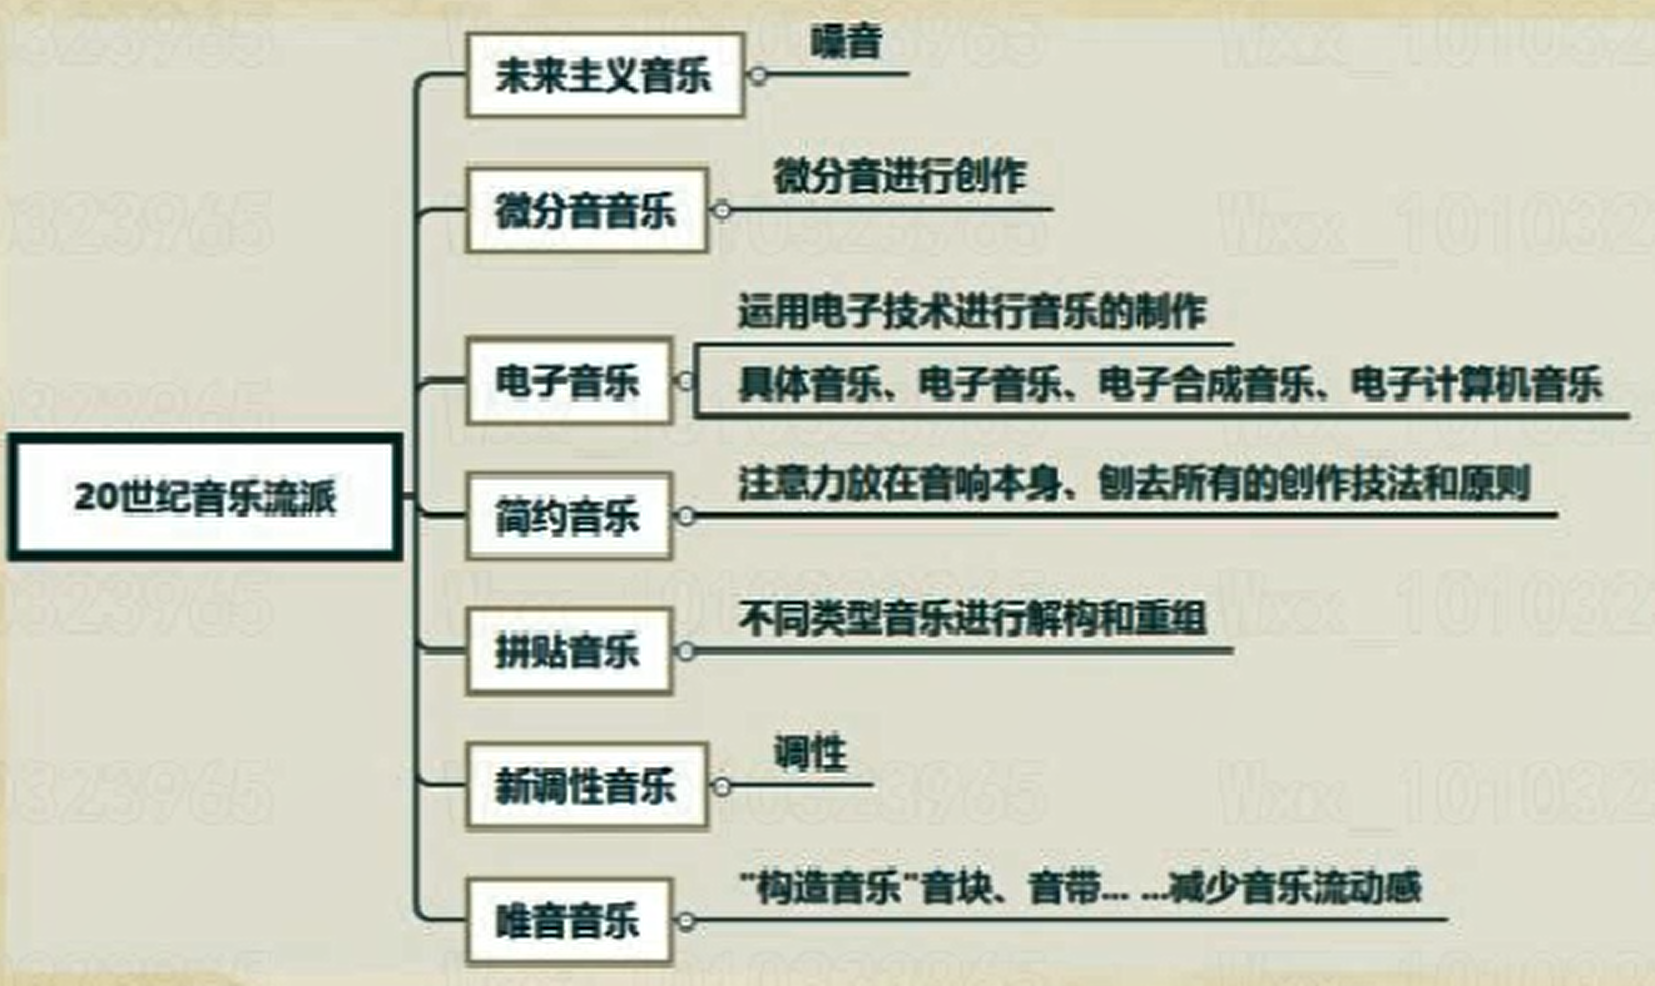 未来主义音乐
噪音
微分音音乐
微分音进行创作
电子音乐
运用电子技术进行音乐的制作
具体音乐、电子音乐、电子合成音乐、电子计算机音乐
20世纪音乐流派
简约音乐
注意力放在音响本身、刨去所有的创作技法和原则
拼贴音乐
不同类型音乐进行解构和重组
新调性音乐
调性
唯音音乐
"构造音乐"音块、音带... ...减少音乐流动感